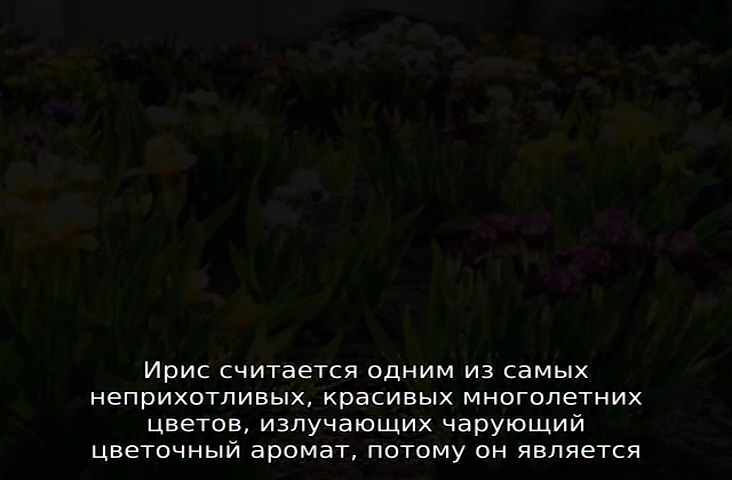 Ирис считается одним из самых
неприхотливых, красивых многолетних
цветов, излучающих чарующий
цветочный аромат, потому он является